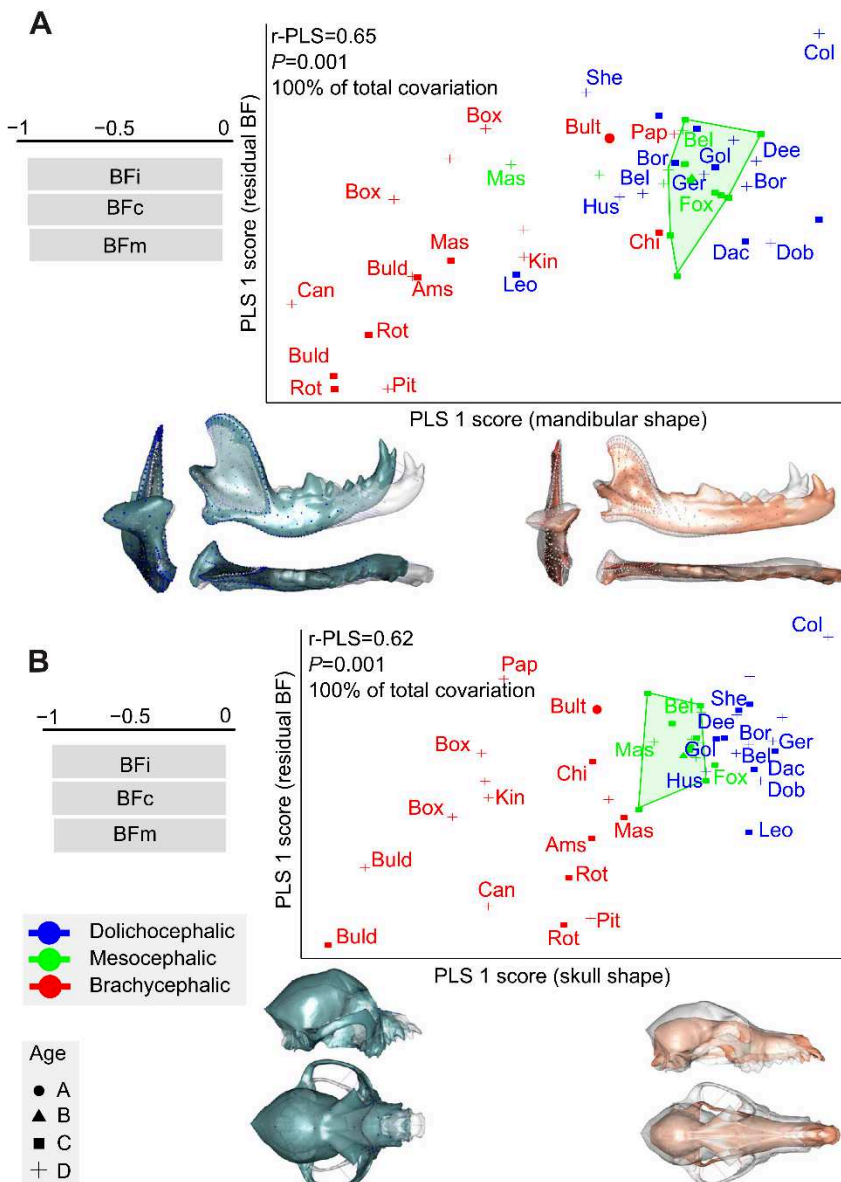 A
r-PLS=0.65
P=0.001
100% of total covariation
−1 -0.5 0
BFi
BFc
BFm
PLS 1 score (residual BF)
Col
She
Box
Bult
Pap
Bel
Mas
Bor
Gol
Dee
Box
Bel
Ger
Bor
Hus
Fox
Mas
Chi
Kin
Dac
Dob
Buld
Ams
Leo
Can
Rot
Buld
Rot
Pit
PLS 1 score (mandibular shape)
B
r-PLS=0.62
P=0.001
100% of total covariation
−1 -0.5 0
BFi
BFc
BFm
PLS 1 score (residual BF)
Col
Pap
Bult
Bel
She
Dee
Box
Mas
Gol
Bor
Ger
Bel
Chi
Hus
Fox
Dac
Dob
Kin
Box
Mas
Leo
Ams
Buld
Rot
Can
Pit
Rot
Buld
PLS 1 score (skull shape)
Dolichocephalic
Mesocephalic
Brachycephalic
Age
A
B
C
D